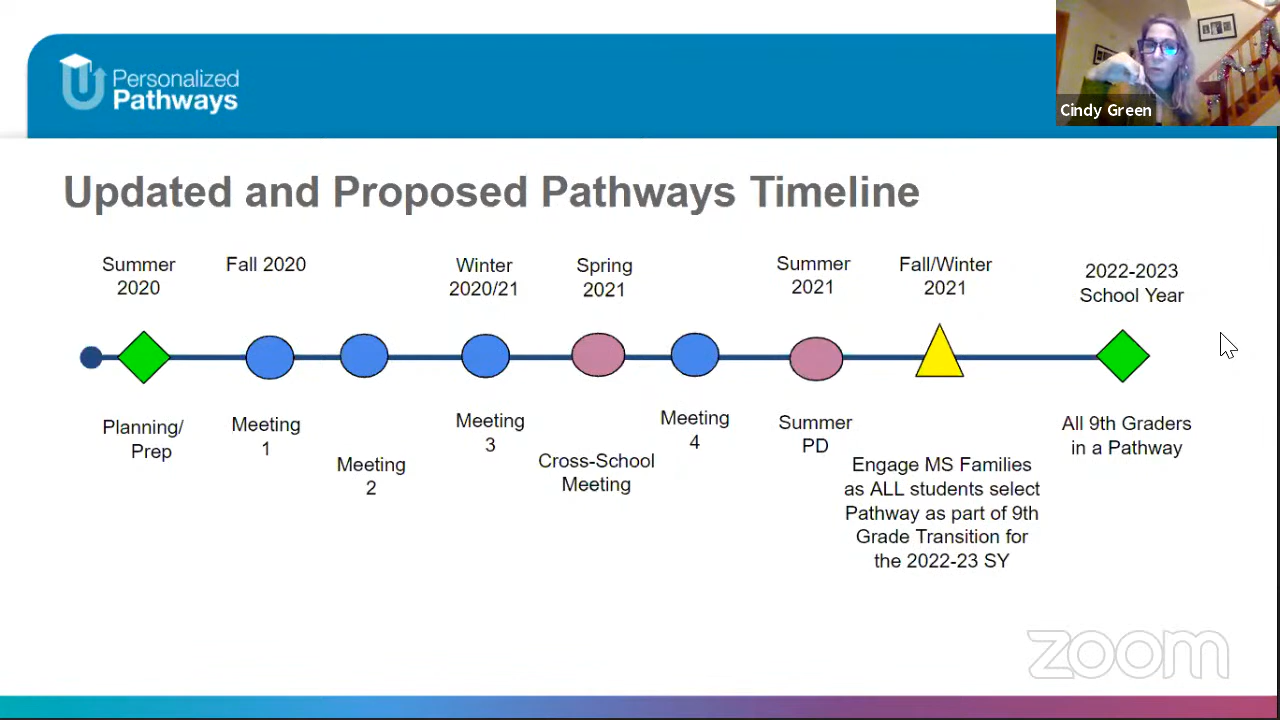 Personalized
Pathways
Cindy Green
Updated and Proposed Pathways Timeline
Summer
2020
Fall 2020
Winter
2020/21
Spring
2021
Summer
2021
Fall/Winter
2021
2022-2023
School Year
Planning/
Prep
Meeting
1
Meeting
2
Meeting
3
Cross-School
Meeting
Meeting
4
Summer
PD
Engage MS Families
as ALL students select
Pathway as part of 9th
Grade Transition for
the 2022-23 SY
All 9th Graders
in a Pathway
zoom